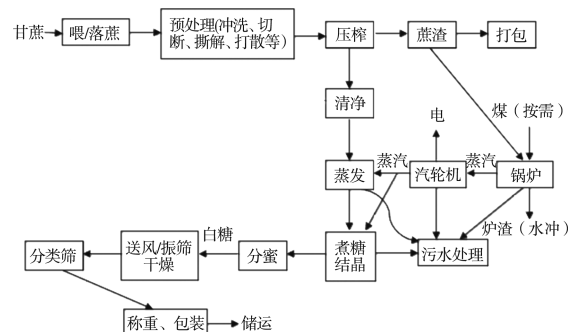 甘蔗
喂/落蔗
预处理(冲洗、切
断、撕解、打散等）
压榨
蔗渣
打包
清净
电
煤（按需）
蒸发
蒸汽
汽轮机
蒸汽
锅炉
炉渣（水冲）
分类筛
送风/振筛
干燥
白糖
分蜜
煮糖
结晶
污水处理
称重、包装
储运